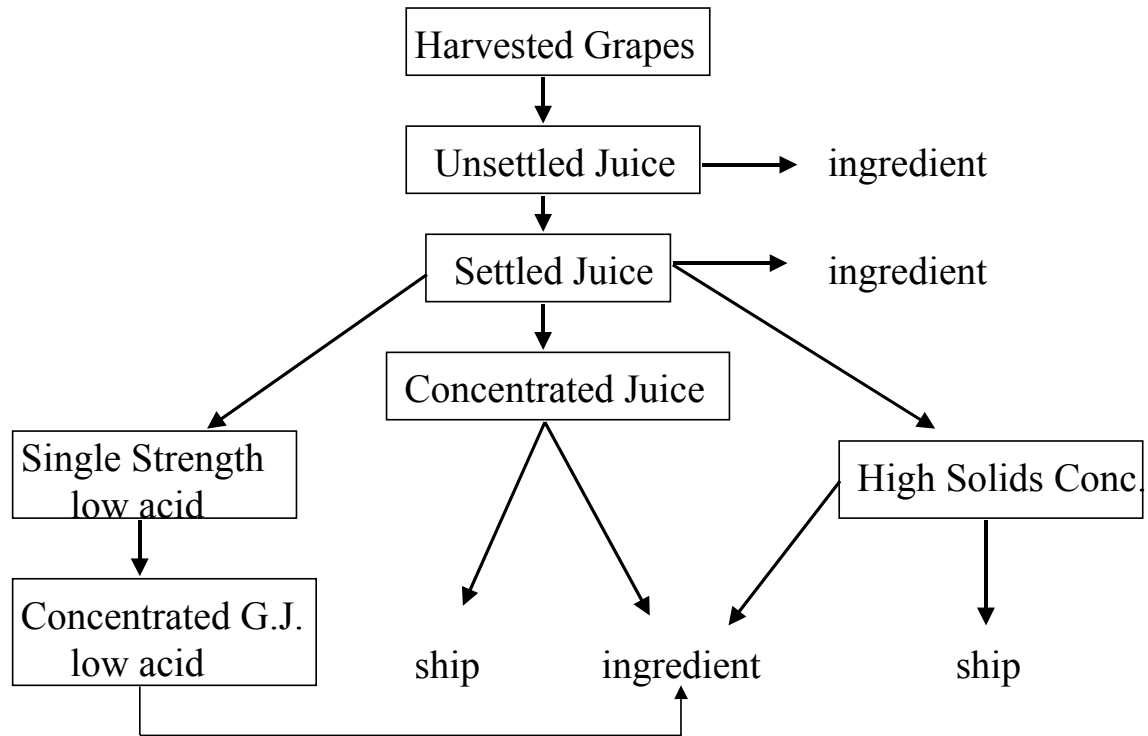 Harvested Grapes
Unsettled Juice
ingredient
Settled Juice
ingredient
Concentrated Juice
Single Strength
low acid
High Solids Conc.
Concentrated G.J.
low acid
ship
ingredient
ship